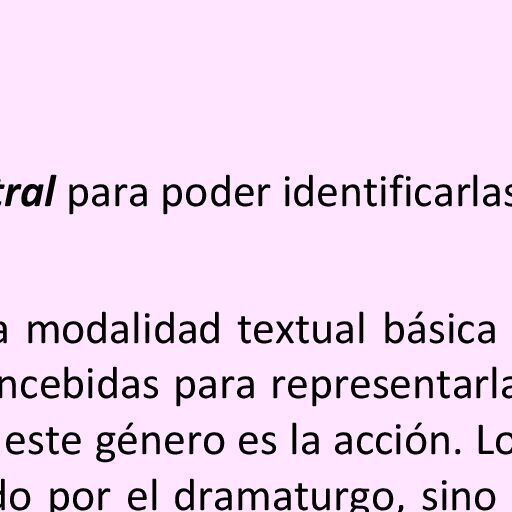 tral para poder identificarlas
a modalidad textual básica
ncebidas para representarla
este género es la acción. Lo
do por el dramaturgo, sino